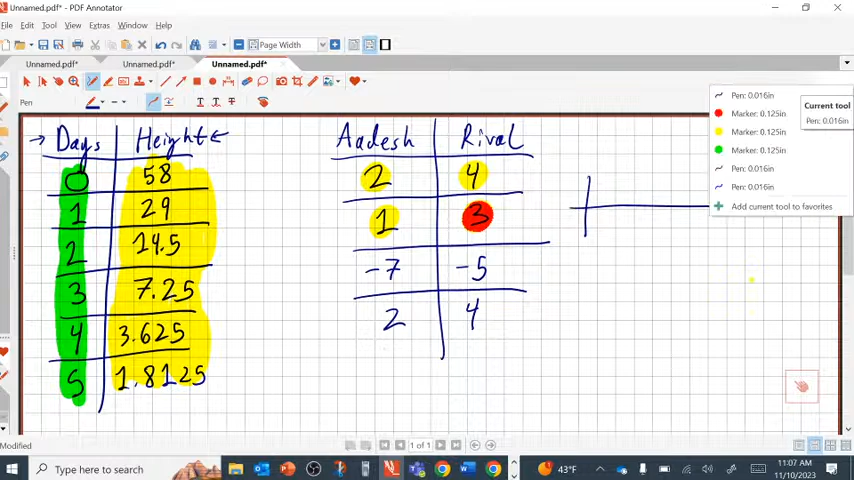 Unnamed.pdf* - PDF Annotator
File Edit Tool View Extras Window Help
Page Width
Unnamed.pdf* Unnamed.pdf* Unnamed.pdf*
Pen
Pen: 0.016in
Marker: 0.125in
Marker: 0.125in
Marker: 0.125in
Pen: 0.016in
Pen: 0.016in
Add current tool to favorites
Current tool
Pen: 0.016in
→ Days Height ←
0 58
1 29
2 14.5
3 7.25
4 3.625
5 1.8125
Aadesh Rival
2 4
1 3
-7 -5
2 4
Modified
1 of 1
Type here to search
43°F
11:07 AM
11/10/2023